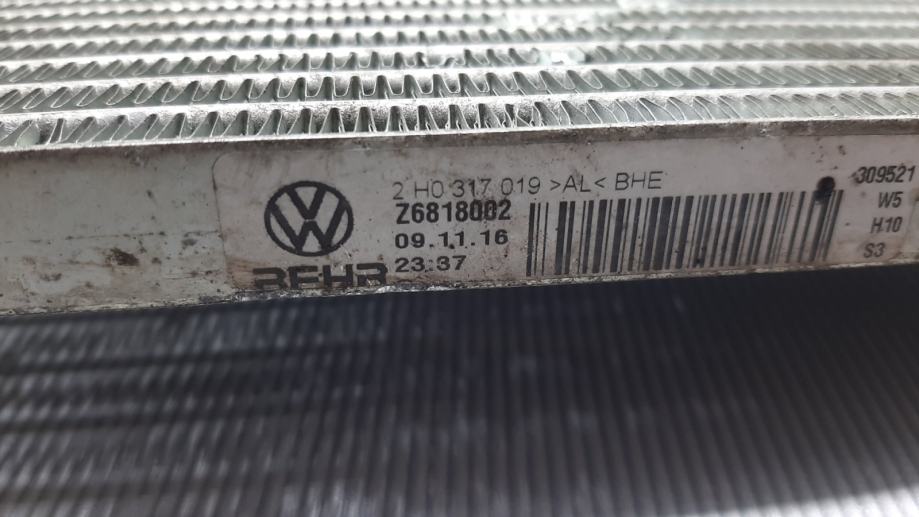 2 H0 317 019 >AL< BHE
Z6818002
09.11.16
23:37
BEHR
309521
W5
H10
S3